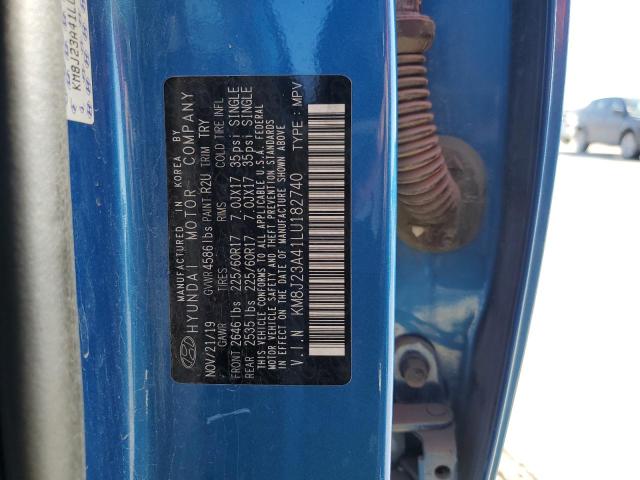 KM8J23A41LU
MANUFACTURED IN KOREA BY
HYUNDAI MOTOR COMPANY
NOV/21/19 GVWR 4586 lbs PAINT R2U TRIM TRY
GAWR TIRES RIMS COLD TIRE INFL
FRONT 2646 lbs 225/60R17 7.0JX17 35psi SINGLE
REAR 2535 lbs 225/60R17 7.0JX17 35psi SINGLE
THIS VEHICLE CONFORMS TO ALL APPLICABLE U.S.A. FEDERAL
MOTOR VEHICLE SAFETY AND THEFT PREVENTION STANDARDS
IN EFFECT ON THE DATE OF MANUFACTURE SHOWN ABOVE
V.I.N KM8J23A41LU182740 TYPE : MPV